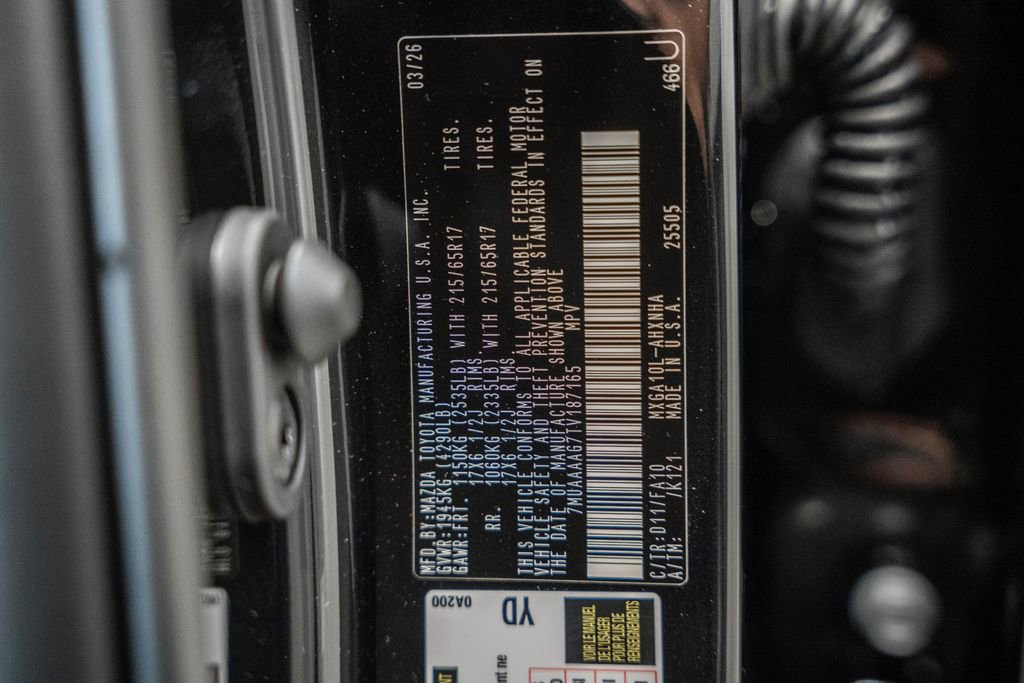 MFD.BY:MAZDA TOYOTA MANUFACTURING U.S.A. INC. 03/26
GVWR:1945KG (4290LB)
GAWR:FRT. 1150KG (2535LB) WITH 215/65R17 TIRES.
17X6 1/2J RIMS.
RR. 1060KG (2335LB) WITH 215/65R17 TIRES.
17X6 1/2J RIMS.
THIS VEHICLE CONFORMS TO ALL APPLICABLE FEDERAL MOTOR
VEHICLE SAFETY AND THEFT PREVENTION STANDARDS IN EFFECT ON
THE DATE OF MANUFACTURE SHOWN ABOVE
7MUAAAAG7TV187165 MPV
C/TR:D11/FA10 MXGA10L-AHXNHA 25505 466 U
A/TM: /K121 MADE IN U.S.A.
0A200
YD
VOIR LE MANUEL
DE L'USAGER
POUR PLUS DE
RENSEIGNEMENTS